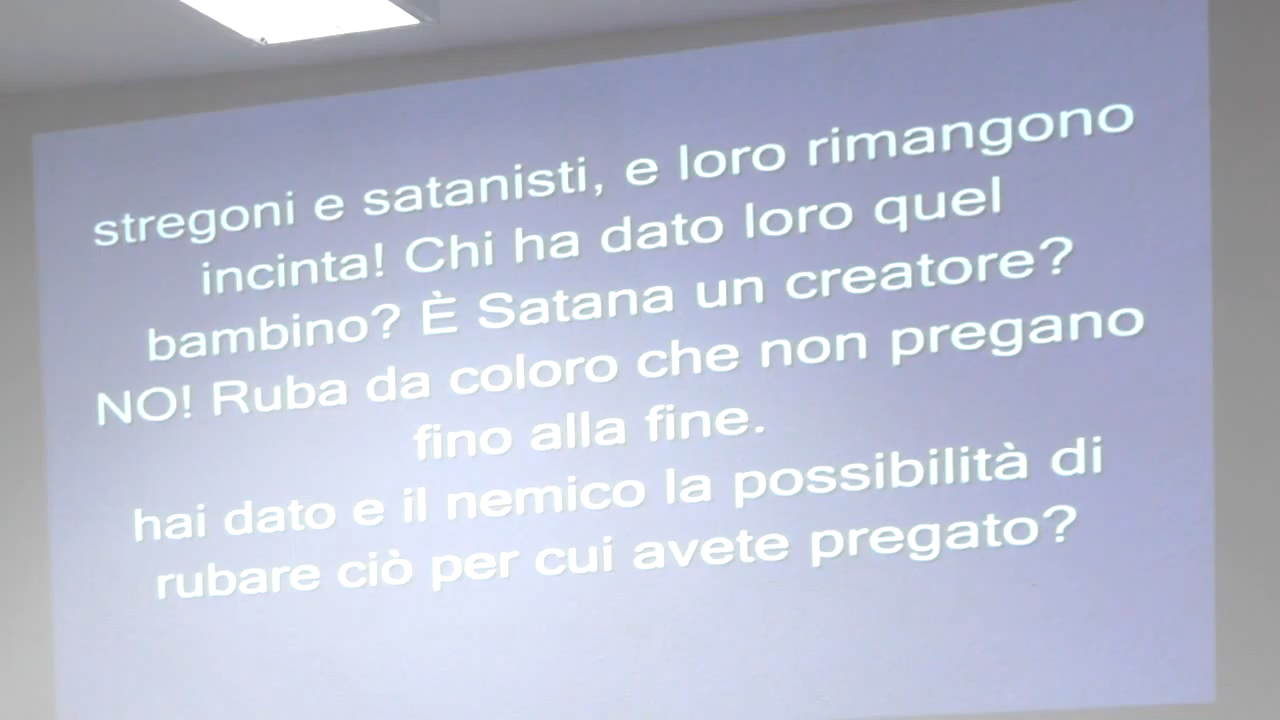 stregoni e satanisti, e loro rimangono
incinta! Chi ha dato loro quel
bambino? È Satana un creatore?
NO! Ruba da coloro che non pregano
fino alla fine.
hai dato e il nemico la possibilità di
rubare ciò per cui avete pregato?